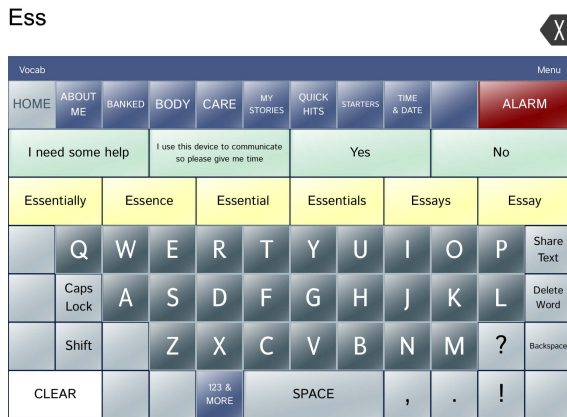 Ess
X
Vocab Menu
HOME ABOUT ME BANKED BODY CARE MY STORIES QUICK HITS STARTERS TIME & DATE ALARM
I need some help I use this device to communicate so please give me time Yes No
Essentially Essence Essential Essentials Essays Essay
Q W E R T Y U I O P Share Text
Caps Lock A S D F G H J K L Delete Word
Shift Z X C V B N M ? Backspace
CLEAR 123 & MORE SPACE , . !